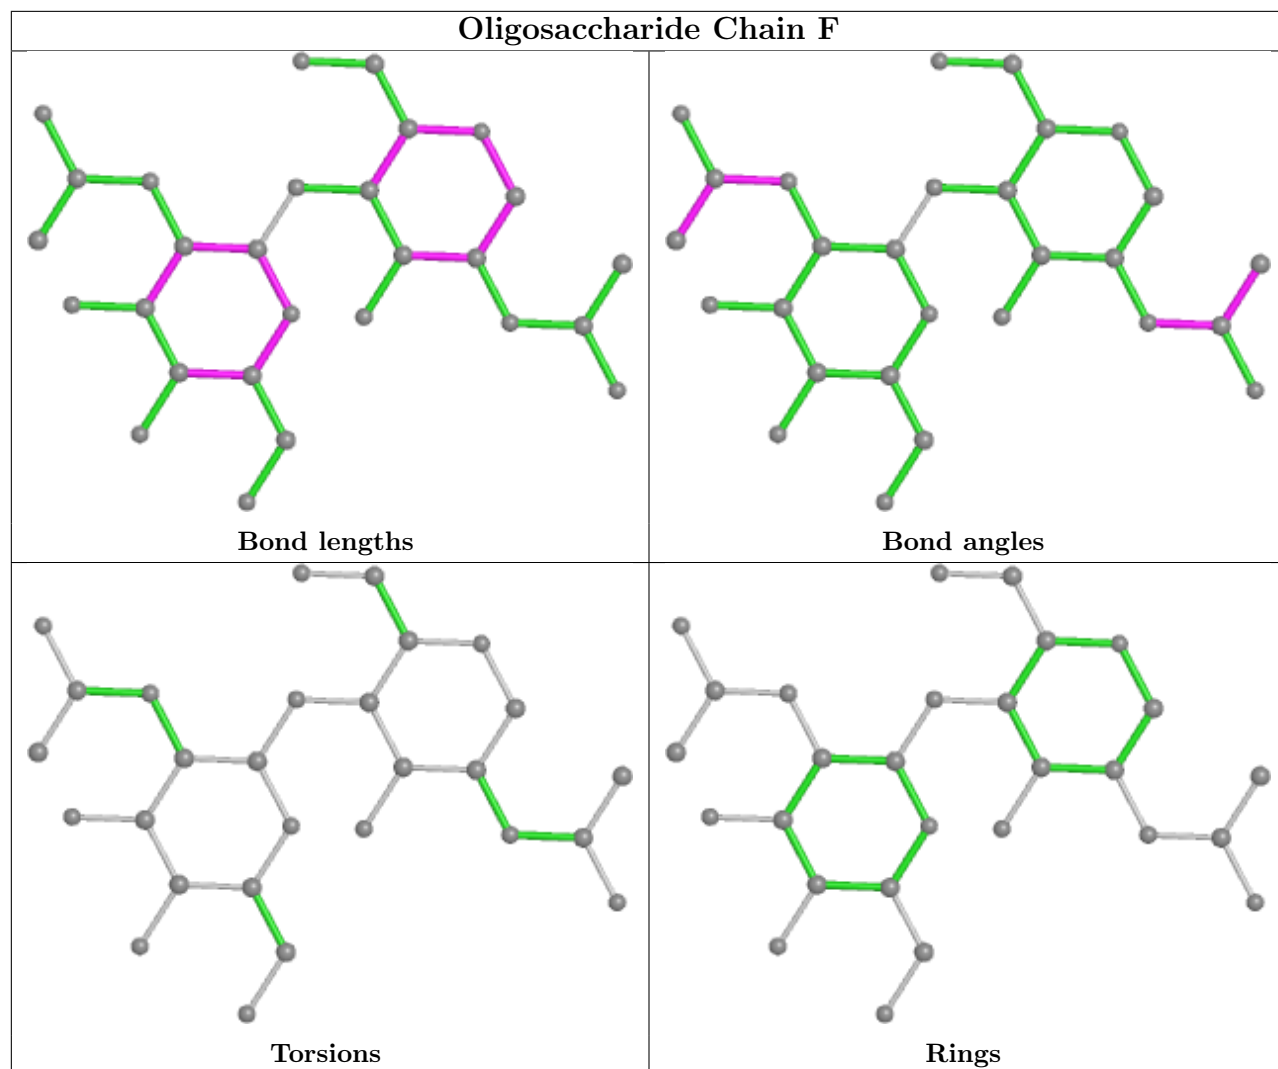 Oligosaccharide Chain F
Bond lengths
Bond angles
Torsions
Rings